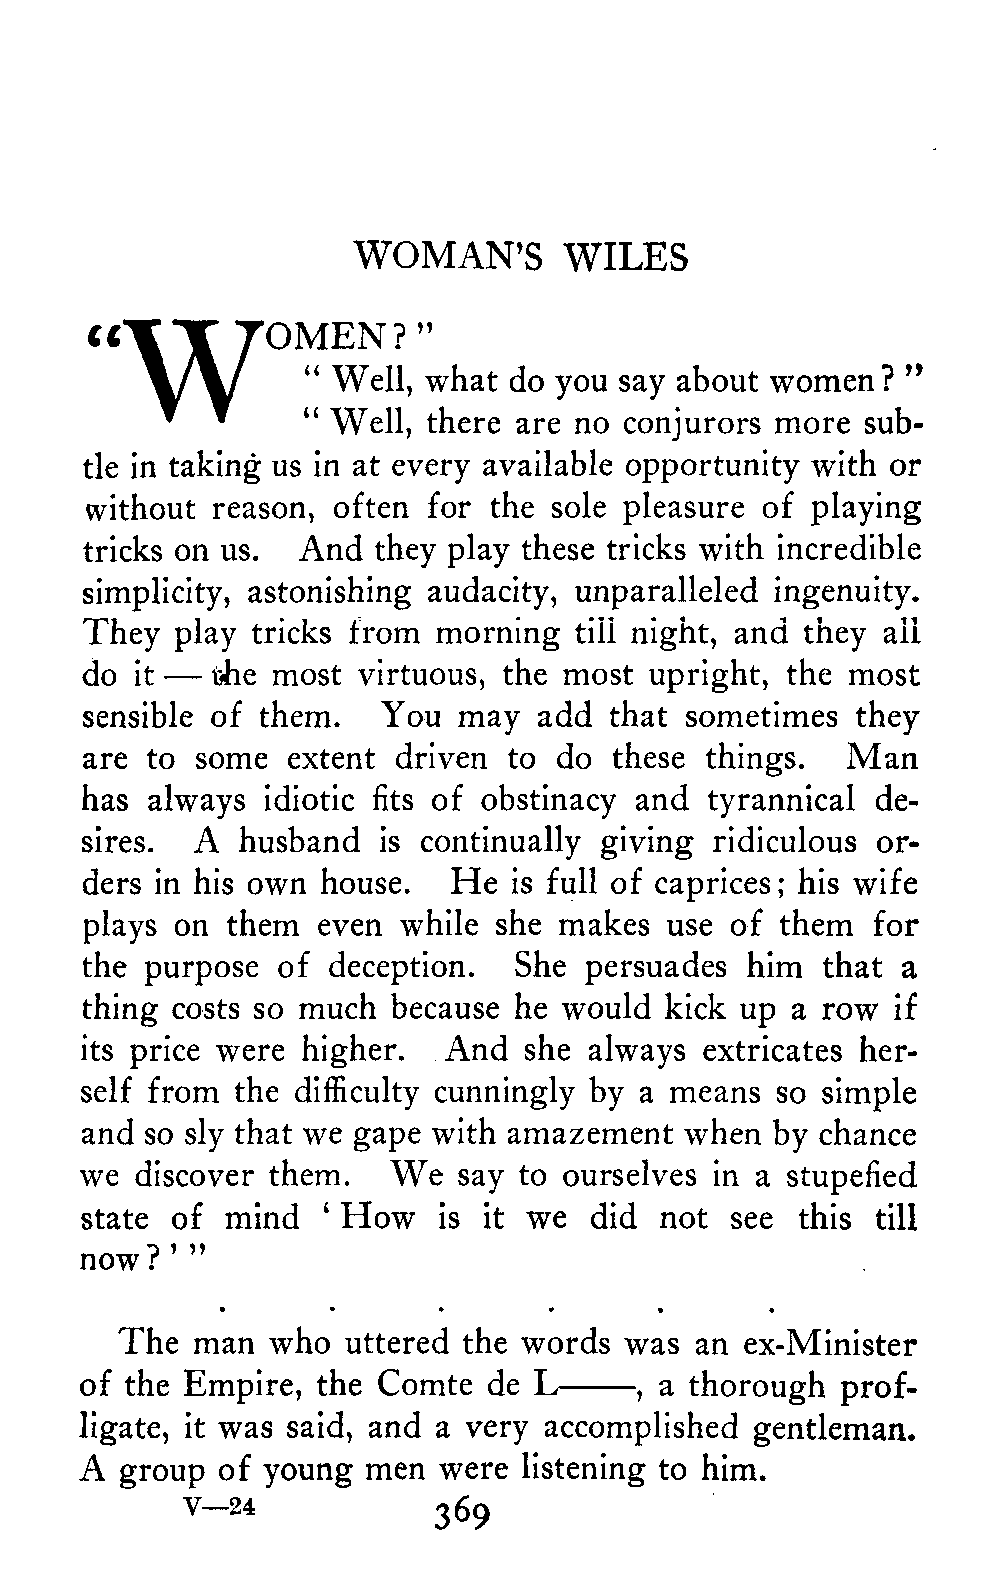 WOMAN'S WILES
“WOMEN?”
“Well, what do you say about women?”
“Well, there are no conjurors more sub-
tle in taking us in at every available opportunity with or
without reason, often for the sole pleasure of playing
tricks on us. And they play these tricks with incredible
simplicity, astonishing audacity, unparalleled ingenuity.
They play tricks from morning till night, and they all
do it — the most virtuous, the most upright, the most
sensible of them. You may add that sometimes they
are to some extent driven to do these things. Man
has always idiotic fits of obstinacy and tyrannical de-
sires. A husband is continually giving ridiculous or-
ders in his own house. He is full of caprices; his wife
plays on them even while she makes use of them for
the purpose of deception. She persuades him that a
thing costs so much because he would kick up a row if
its price were higher. And she always extricates her-
self from the difficulty cunningly by a means so simple
and so sly that we gape with amazement when by chance
we discover them. We say to ourselves in a stupefied
state of mind ‘How is it we did not see this till
now?’”
. . . . . .
The man who uttered the words was an ex-Minister
of the Empire, the Comte de L——, a thorough prof-
ligate, it was said, and a very accomplished gentleman.
A group of young men were listening to him.
V—24 369